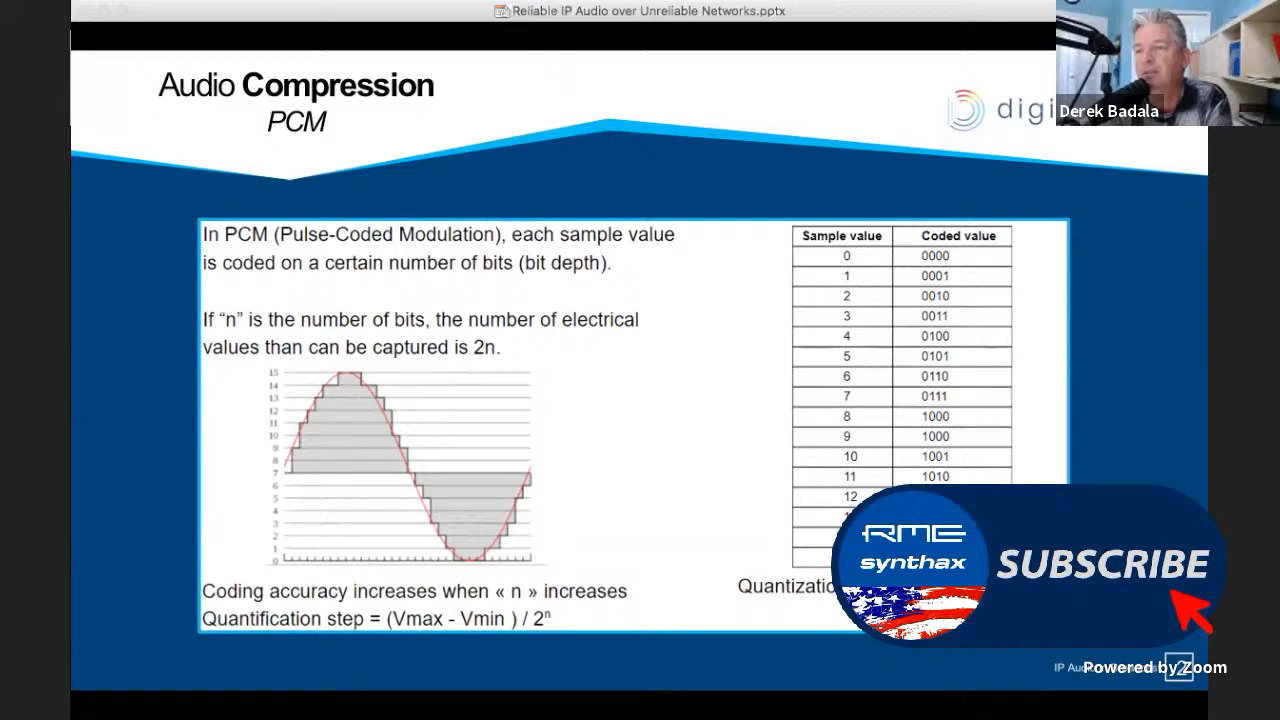 Reliable IP Audio over Unreliable Networks.pptx
Audio Compression
PCM
digi
Derek Badala
In PCM (Pulse-Coded Modulation), each sample value
is coded on a certain number of bits (bit depth).
If “n” is the number of bits, the number of electrical
values than can be captured is 2n.
15
14
13
12
11
10
9
8
7
6
5
4
3
2
1
0
Coding accuracy increases when « n » increases
Quantification step = (Vmax - Vmin ) / 2ⁿ
Sample value Coded value
0 0000
1 0001
2 0010
3 0011
4 0100
5 0101
6 0110
7 0111
8 1000
9 1000
10 1001
11 1010
12
Quantization
RME
synthax
SUBSCRIBE
IP Audio
Powered by Zoom
2